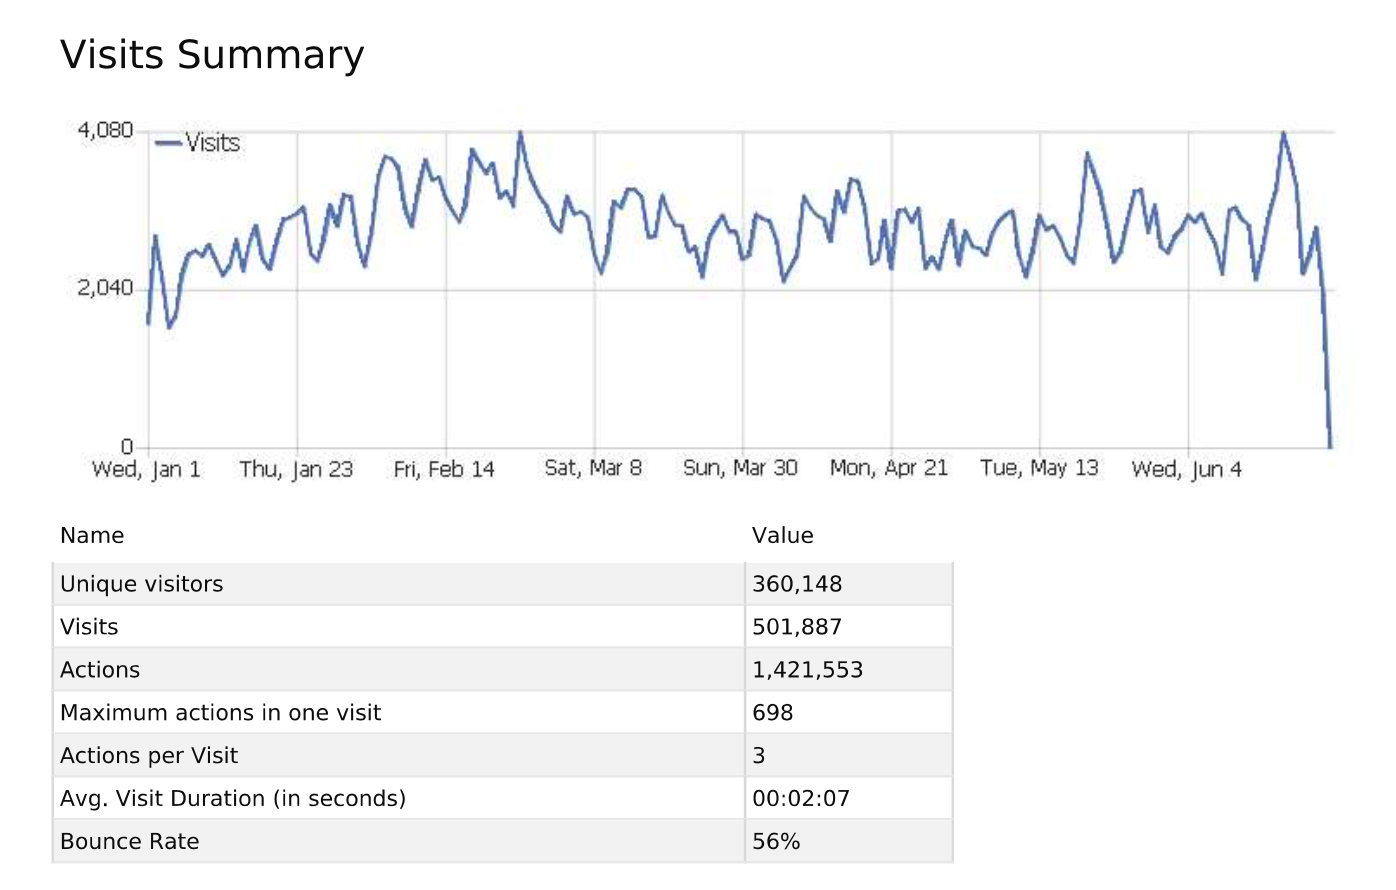 Visits Summary
4,080
Visits
2,040
0
Wed, Jan 1 Thu, Jan 23 Fri, Feb 14 Sat, Mar 8 Sun, Mar 30 Mon, Apr 21 Tue, May 13 Wed, Jun 4
Name Value
Unique visitors 360,148
Visits 501,887
Actions 1,421,553
Maximum actions in one visit 698
Actions per Visit 3
Avg. Visit Duration (in seconds) 00:02:07
Bounce Rate 56%